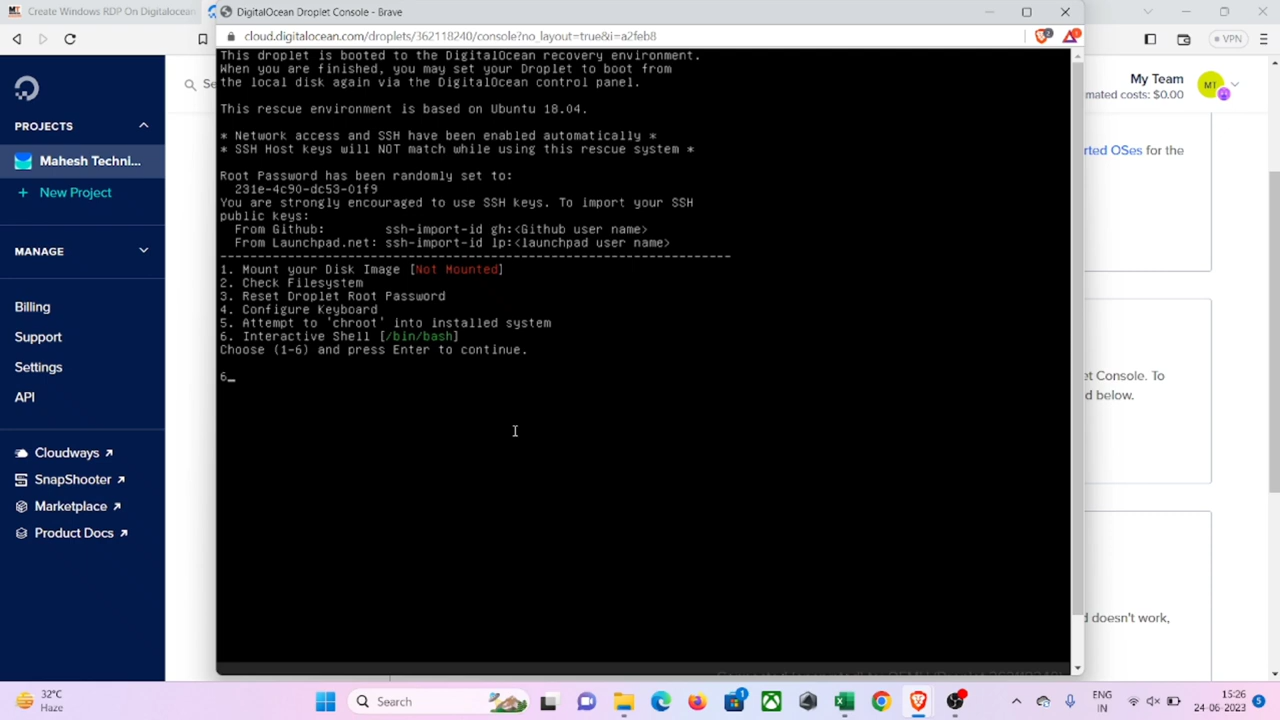 Create Windows RDP On Digitalocean
DigitalOcean Droplet Console - Brave
cloud.digitalocean.com/droplets/362118240/console?no_layout=true&i=a2feb8
VPN
Se
My Team
mated costs: $0.00
MT
PROJECTS
Mahesh Techni...
+ New Project
MANAGE
Billing
Support
Settings
API
Cloudways
SnapShooter
Marketplace
Product Docs
This droplet is booted to the DigitalOcean recovery environment.
When you are finished, you may set your Droplet to boot from
the local disk again via the DigitalOcean control panel.
This rescue environment is based on Ubuntu 18.04.
* Network access and SSH have been enabled automatically *
* SSH Host keys will NOT match while using this rescue system *
Root Password has been randomly set to:
231e-4c90-dc53-01f9
You are strongly encouraged to use SSH keys. To import your SSH
public keys:
From Github: ssh-import-id gh:<Github user name>
From Launchpad.net: ssh-import-id lp:<launchpad user name>
--------------------------------------------------------------------
1. Mount your Disk Image [Not Mounted]
2. Check Filesystem
3. Reset Droplet Root Password
4. Configure Keyboard
5. Attempt to 'chroot' into installed system
6. Interactive Shell [/bin/bash]
Choose (1-6) and press Enter to continue.
6_
rted OSes for the
et Console. To
d below.
d doesn't work,
32°C
Haze
Search
ENG
IN
15:26
24-06-2023
5